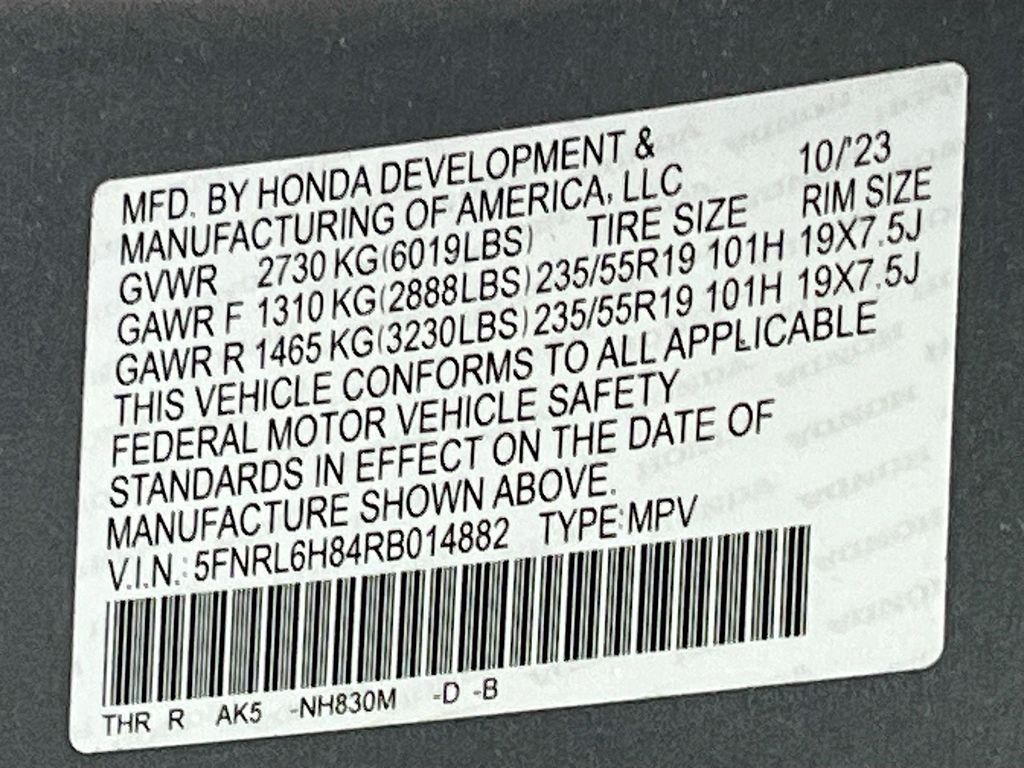 MFD. BY HONDA DEVELOPMENT &
MANUFACTURING OF AMERICA, LLC 10/'23
GVWR 2730 KG(6019LBS) TIRE SIZE RIM SIZE
GAWR F 1310 KG(2888LBS) 235/55R19 101H 19X7.5J
GAWR R 1465 KG(3230LBS) 235/55R19 101H 19X7.5J
THIS VEHICLE CONFORMS TO ALL APPLICABLE
FEDERAL MOTOR VEHICLE SAFETY
STANDARDS IN EFFECT ON THE DATE OF
MANUFACTURE SHOWN ABOVE.
V.I.N.: 5FNRL6H84RB014882 TYPE:MPV
THR R AK5 -NH830M -D -B